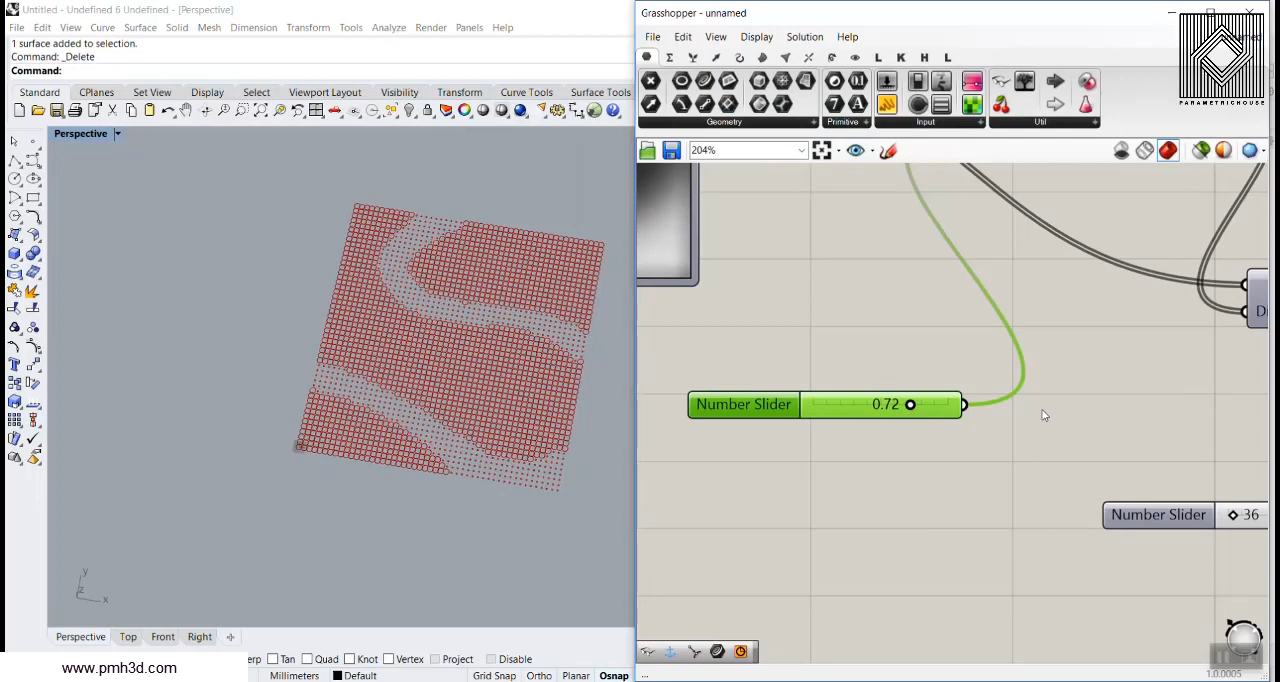 Untitled - Undefined 6 Undefined - [Perspective]
File Edit View Curve Surface Solid Mesh Dimension Transform Tools Analyze Render Panels Help
1 surface added to selection.
Command: _Delete
Command:
Standard CPlanes Set View Display Select Viewport Layout Visibility Transform Curve Tools Surface Tools
Perspective
y
z
x
Perspective Top Front Right
erp Tan Quad Knot Vertex Project Disable
Millimeters Default Grid Snap Ortho Planar Osnap
www.pmh3d.com
Grasshopper - unnamed
File Edit View Display Solution Help
Σ L K H L
Geometry Primitive Input Util
204%
PARAMETRICHOUSE
Number Slider 0.72
D
Number Slider 36
...
1.0.0005